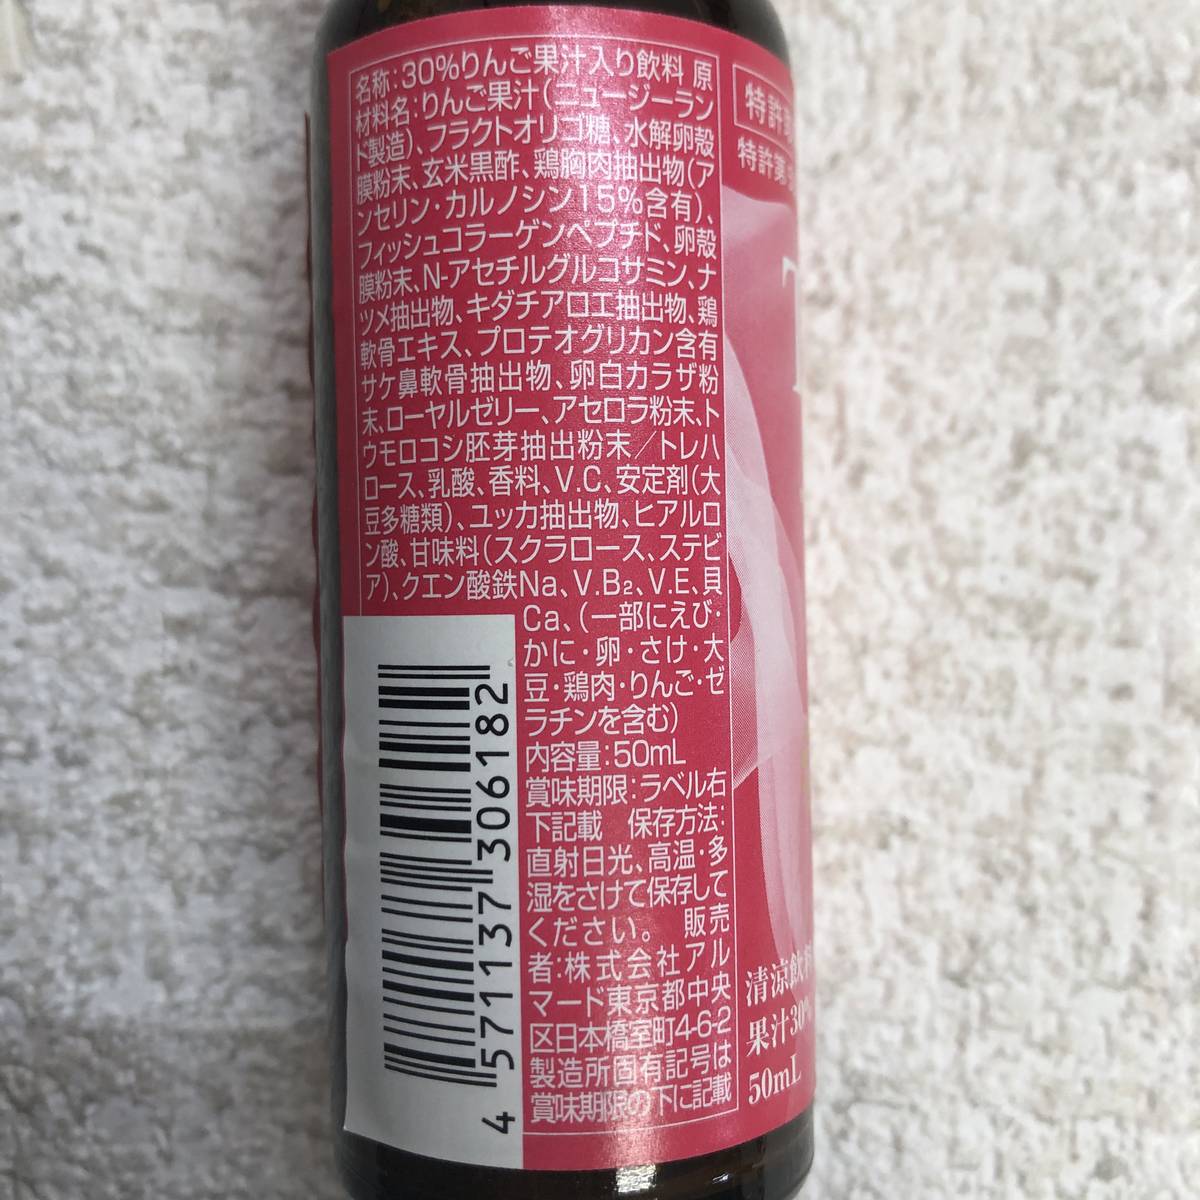 名称:30%りんご果汁入り飲料 原
材料名:りんご果汁(ニュージーラン
ド製造)、フラクトオリゴ糖、水解卵殻
膜粉末、玄米黒酢、鶏胸肉抽出物(ア
ンセリン・カルノシン15%含有)、
フィッシュコラーゲンペプチド、卵殻
膜粉末、N-アセチルグルコサミン、ナ
ツメ抽出物、キダチアロエ抽出物、鶏
軟骨エキス、プロテオグリカン含有
サケ鼻軟骨抽出物、卵白カラザ粉
末、ローヤルゼリー、アセロラ粉末、ト
ウモロコシ胚芽抽出粉末/トレハ
ロース、乳酸、香料、V.C、安定剤(大
豆多糖類)、ユッカ抽出物、ヒアルロ
ン酸、甘味料(スクラロース、ステビ
ア)、クエン酸鉄Na、V.B₂、V.E、貝
Ca、(一部にえび・
かに・卵・さけ・大
豆・鶏肉・りんご・ゼ
ラチンを含む)
内容量:50mL
賞味期限:ラベル右
下記載 保存方法:
直射日光、高温・多
湿をさけて保存して
ください。 販売
者:株式会社アル
マード東京都中央
区日本橋室町4-6-2
製造所固有記号は
賞味期限の下に記載
4 571137 306182
特許
特許第
清涼飲料
果汁30%
50mL